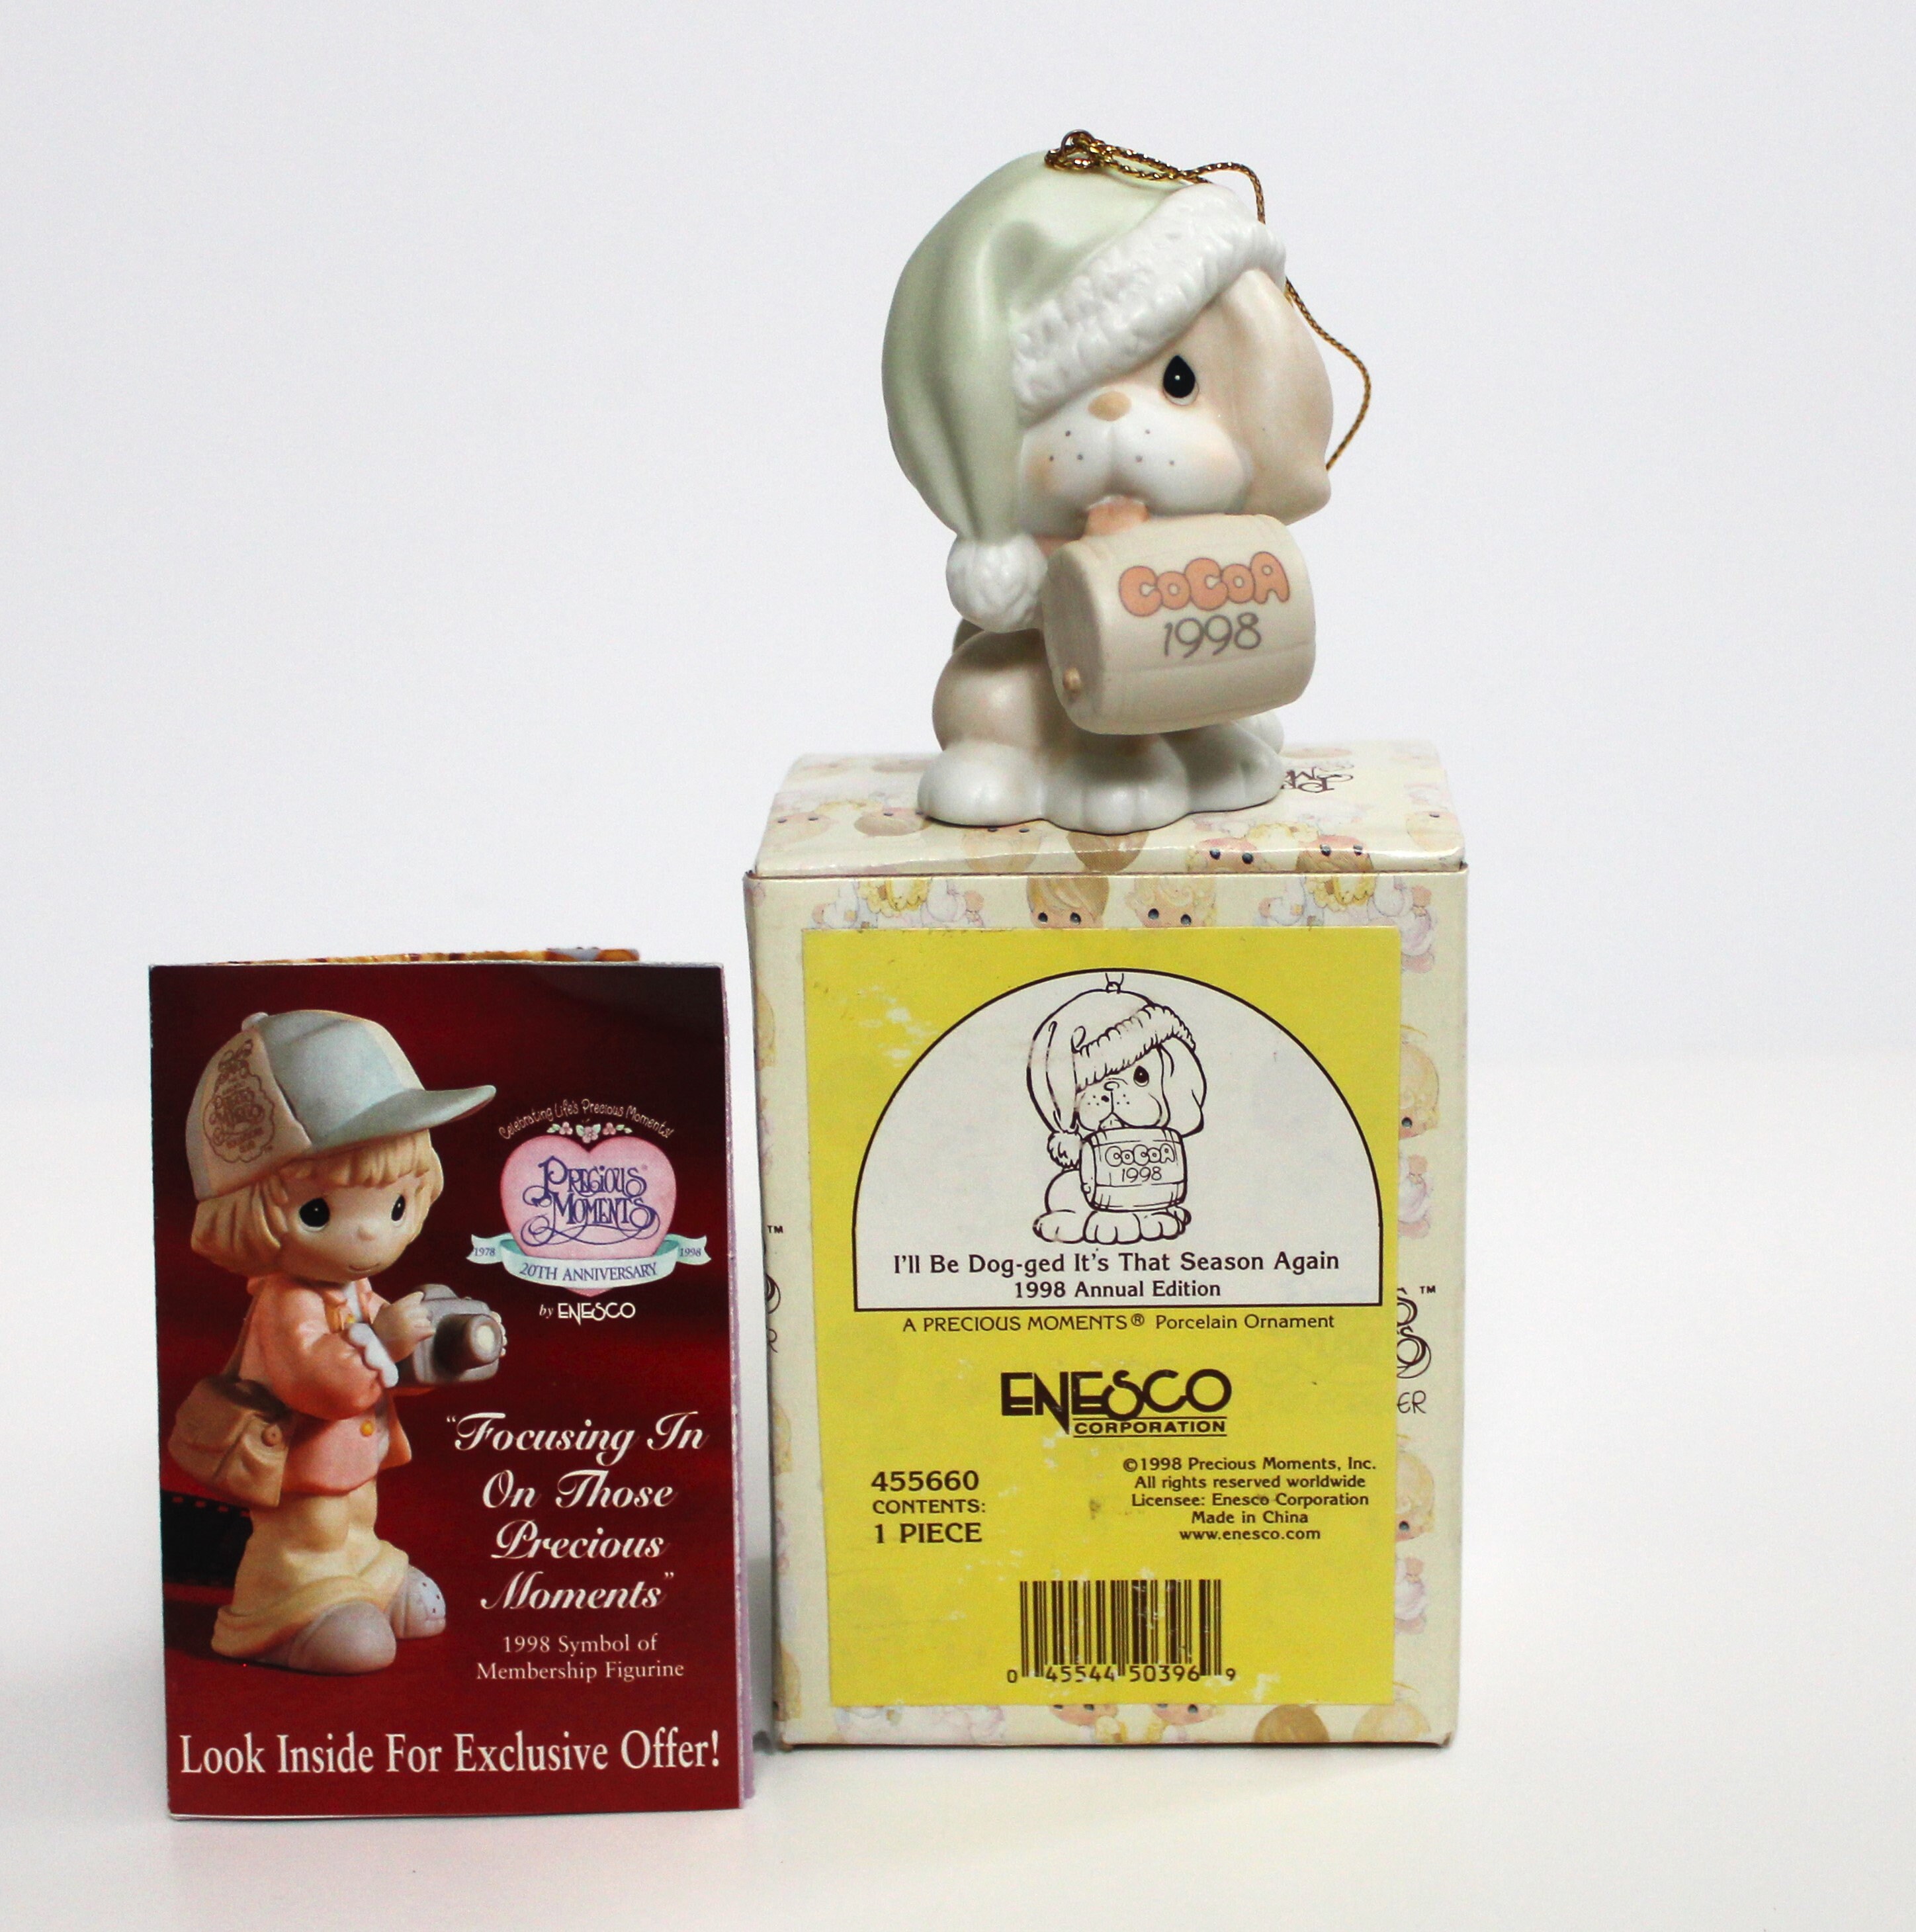 COCOA
1998
Celebrating Life's Precious Moments!
PRECIOUS®
MOMENTS
1978
1998
20TH ANNIVERSARY
by ENESCO
"Focusing In
On Those
Precious
Moments"
1998 Symbol of
Membership Figurine
Look Inside For Exclusive Offer!
COCOA
1998
I'll Be Dog-ged It's That Season Again
1998 Annual Edition
A PRECIOUS MOMENTS® Porcelain Ornament
ENESCO
CORPORATION
455660
CONTENTS:
1 PIECE
©1998 Precious Moments, Inc.
All rights reserved worldwide
Licensee: Enesco Corporation
Made in China
www.enesco.com
0 45544 50396 9
TM
TM